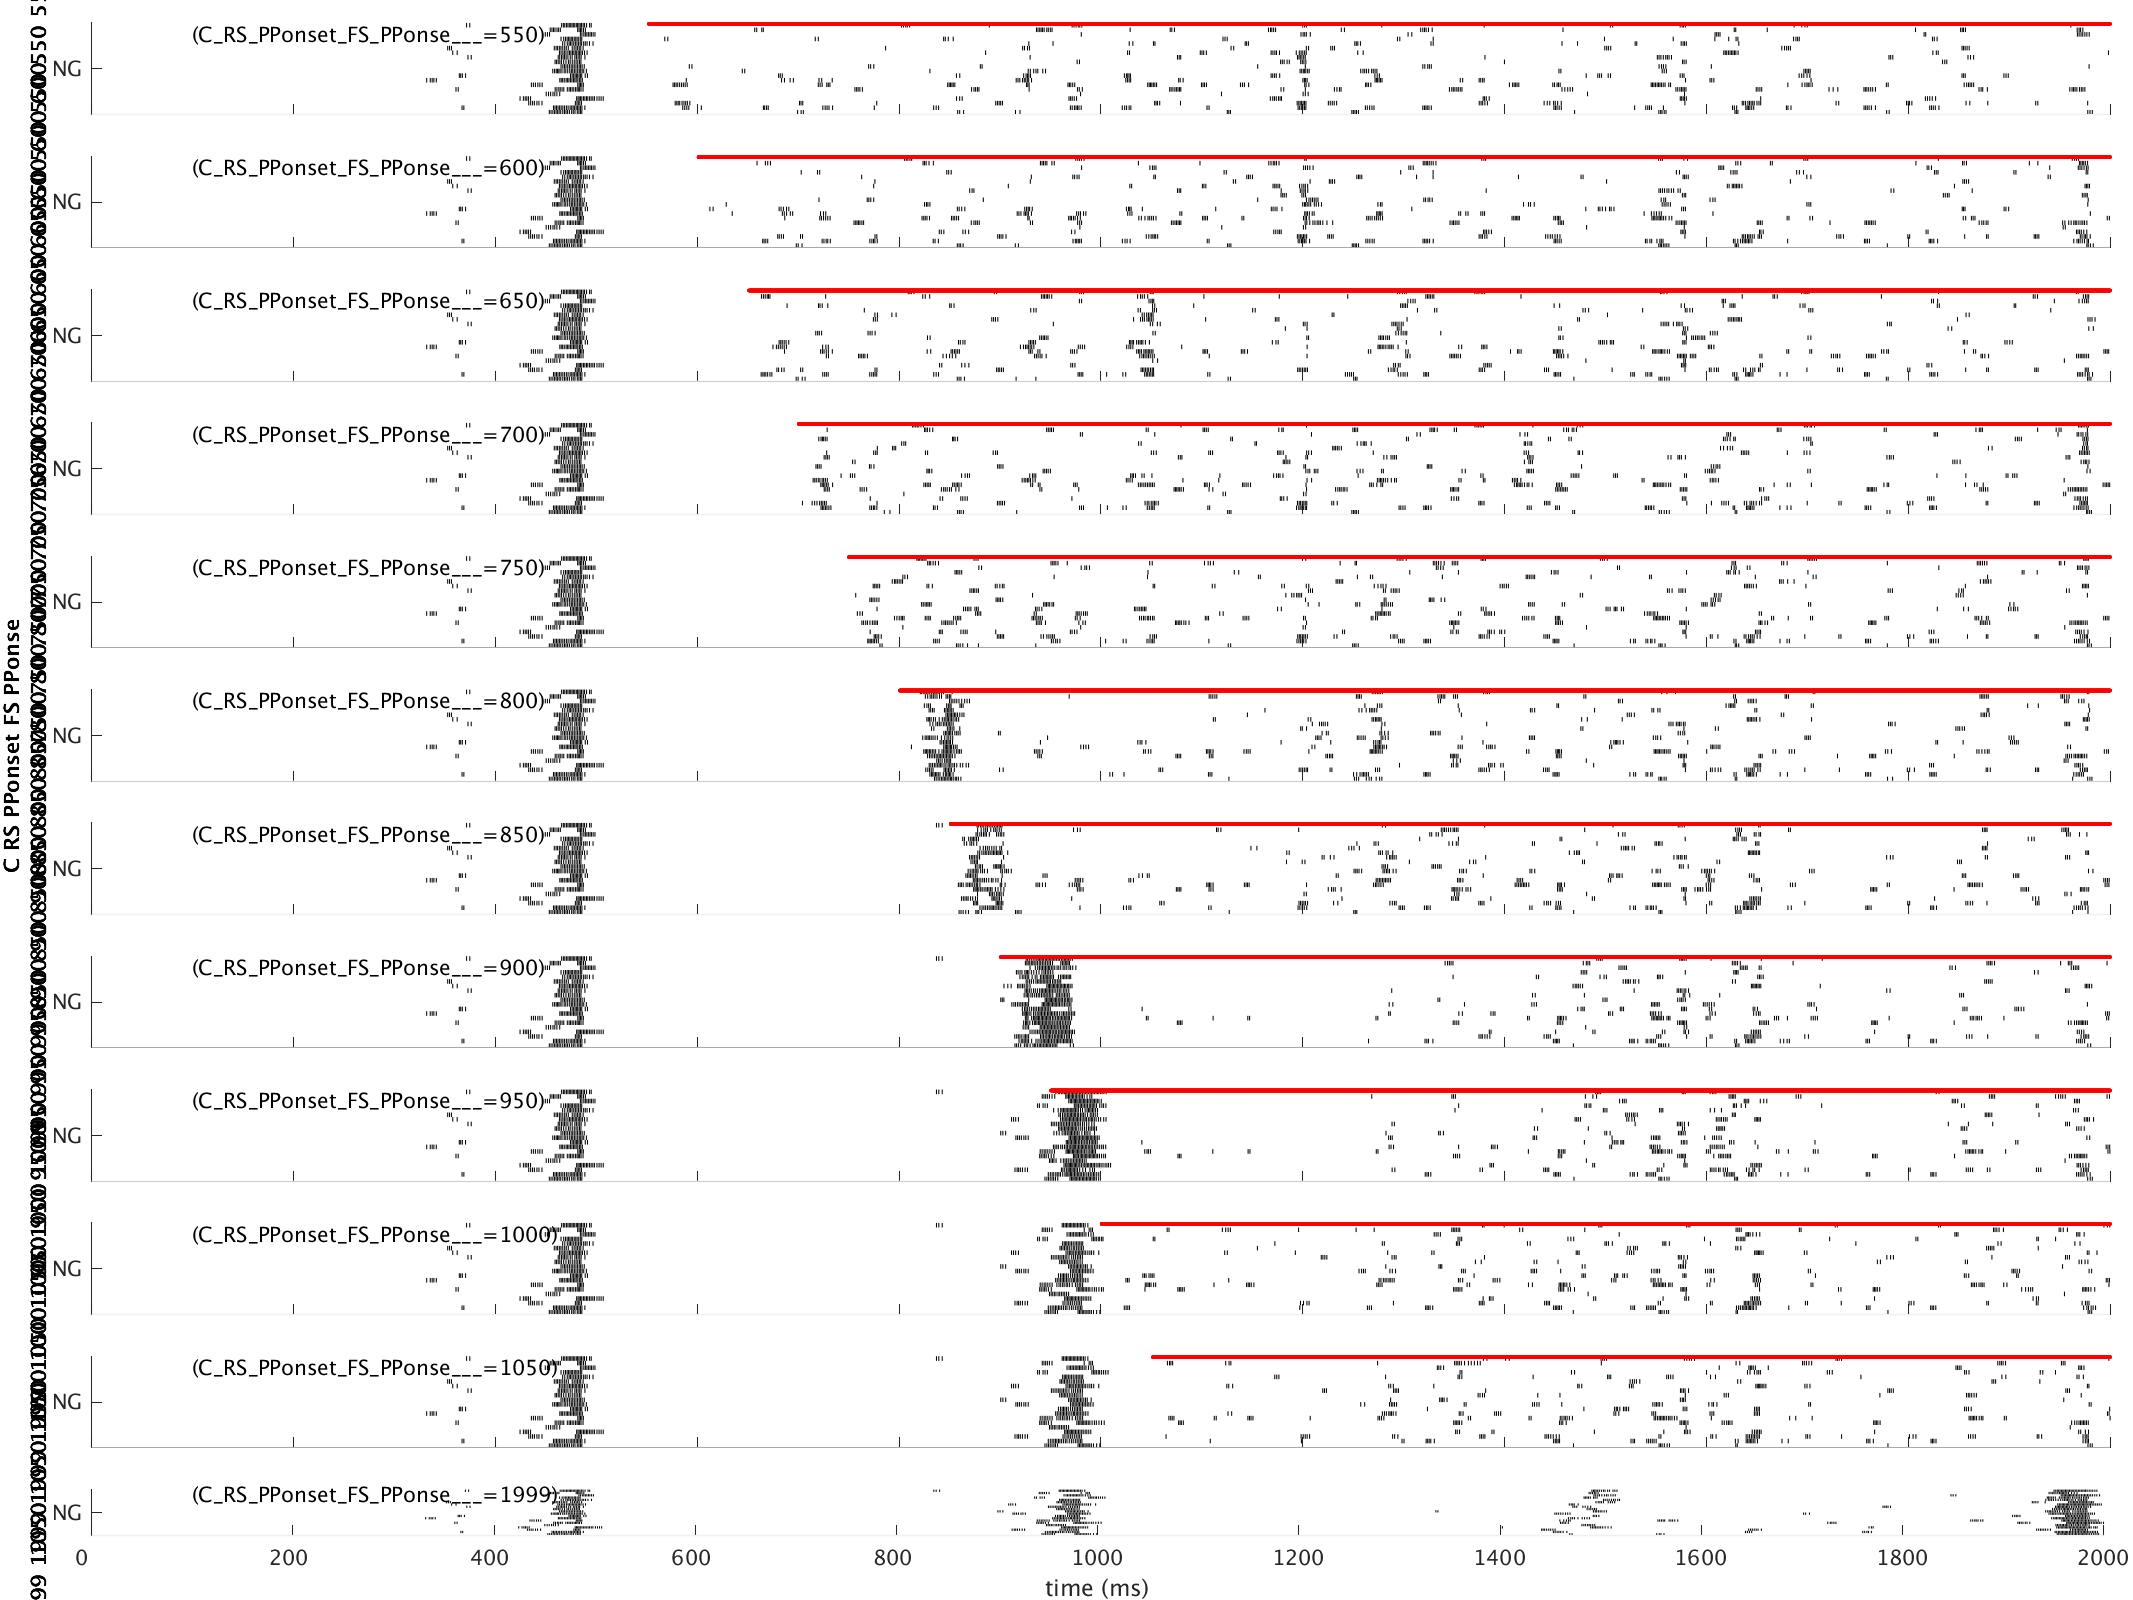 (C_RS_PPonset_FS_PPonse___=550)
NG
(C_RS_PPonset_FS_PPonse___=600)
NG
(C_RS_PPonset_FS_PPonse___=650)
NG
(C_RS_PPonset_FS_PPonse___=700)
NG
(C_RS_PPonset_FS_PPonse___=750)
NG
C RS PPonset FS PPonse
(C_RS_PPonset_FS_PPonse___=800)
NG
(C_RS_PPonset_FS_PPonse___=850)
NG
(C_RS_PPonset_FS_PPonse___=900)
NG
(C_RS_PPonset_FS_PPonse___=950)
NG
(C_RS_PPonset_FS_PPonse___=1000)
NG
(C_RS_PPonset_FS_PPonse___=1050)
NG
(C_RS_PPonset_FS_PPonse___=1999)
NG
0 200 400 600 800 1000 1200 1400 1600 1800 2000
time (ms)